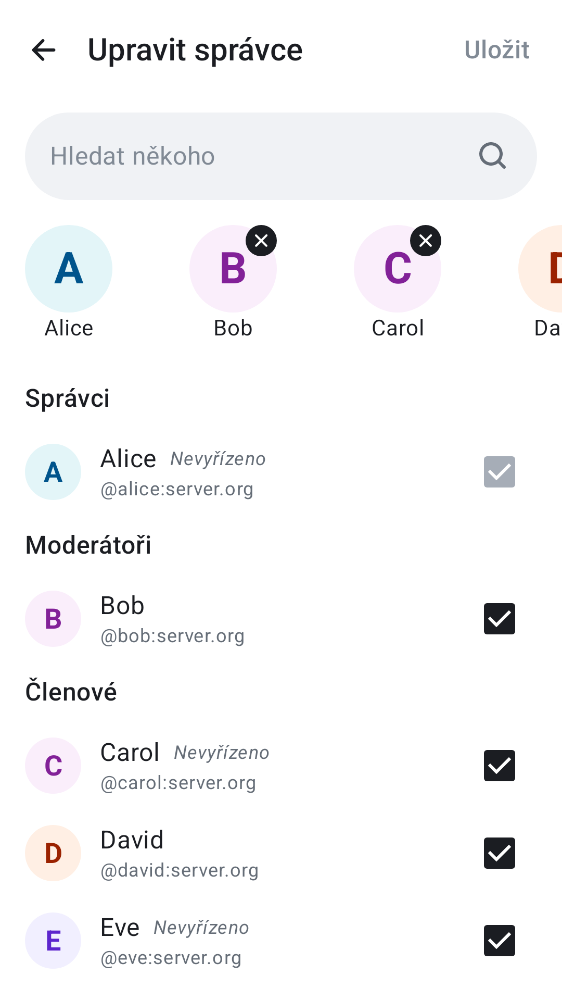 Upravit správce
Uložit
Hledat někoho
A
B
C
D
Alice
Bob
Carol
Da
Správci
A
Alice Nevyřízeno
@alice:server.org
Moderátoři
B
Bob
@bob:server.org
Členové
C
Carol Nevyřízeno
@carol:server.org
D
David
@david:server.org
E
Eve Nevyřízeno
@eve:server.org